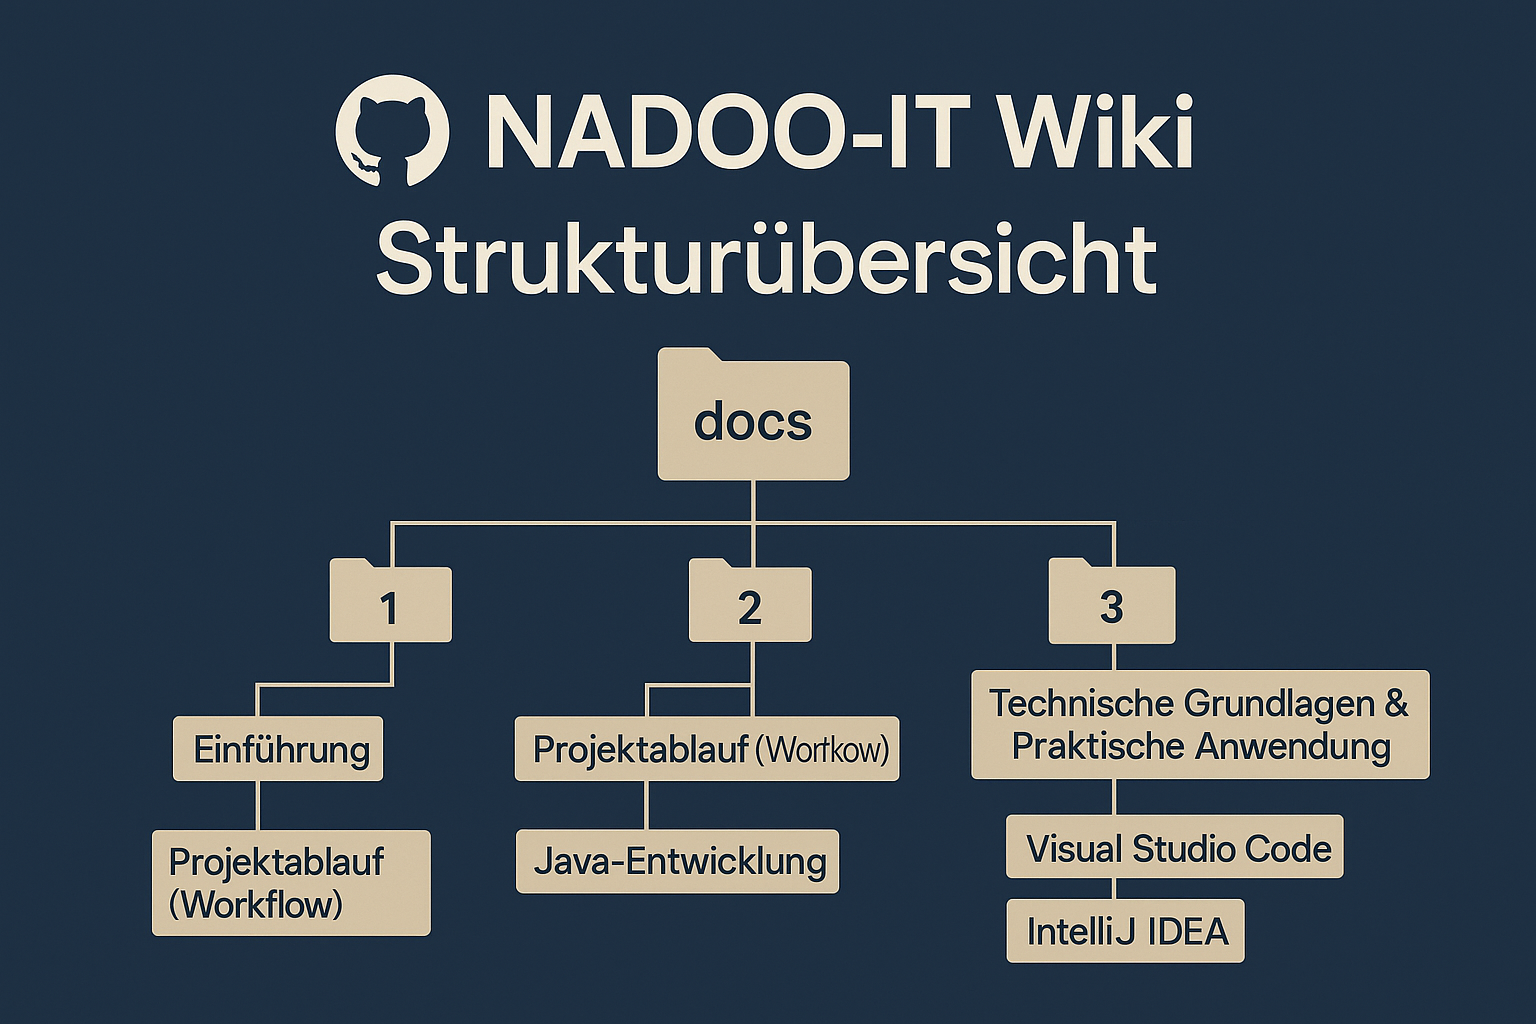 NADOO-IT Wiki
Strukturübersicht
docs
1
2
3
Einführung
Projektablauf
(Workflow)
Projektablauf (Wortkow)
Java-Entwicklung
Technische Grundlagen &
Praktische Anwendung
Visual Studio Code
IntelliJ IDEA